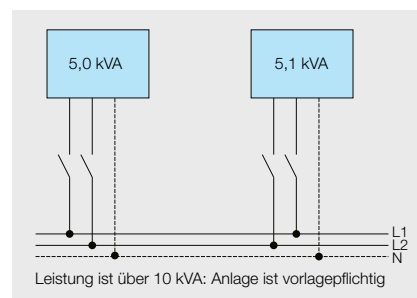 5,0 kVA
5,1 kVA
L1
L2
N
Leistung ist über 10 kVA: Anlage ist vorlagepflichtig